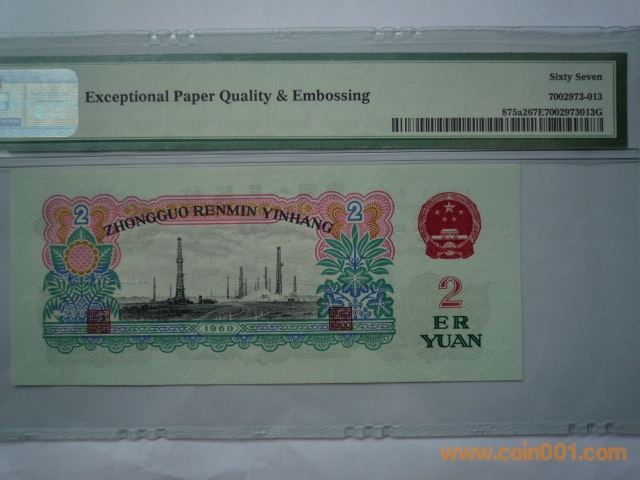 Exceptional Paper Quality & Embossing
Sixty Seven
7002973-013
875a267E7002973013G
2
2
ZHONGGUO RENMIN YINHANG
1960
2
ER
YUAN
www.coin001.com